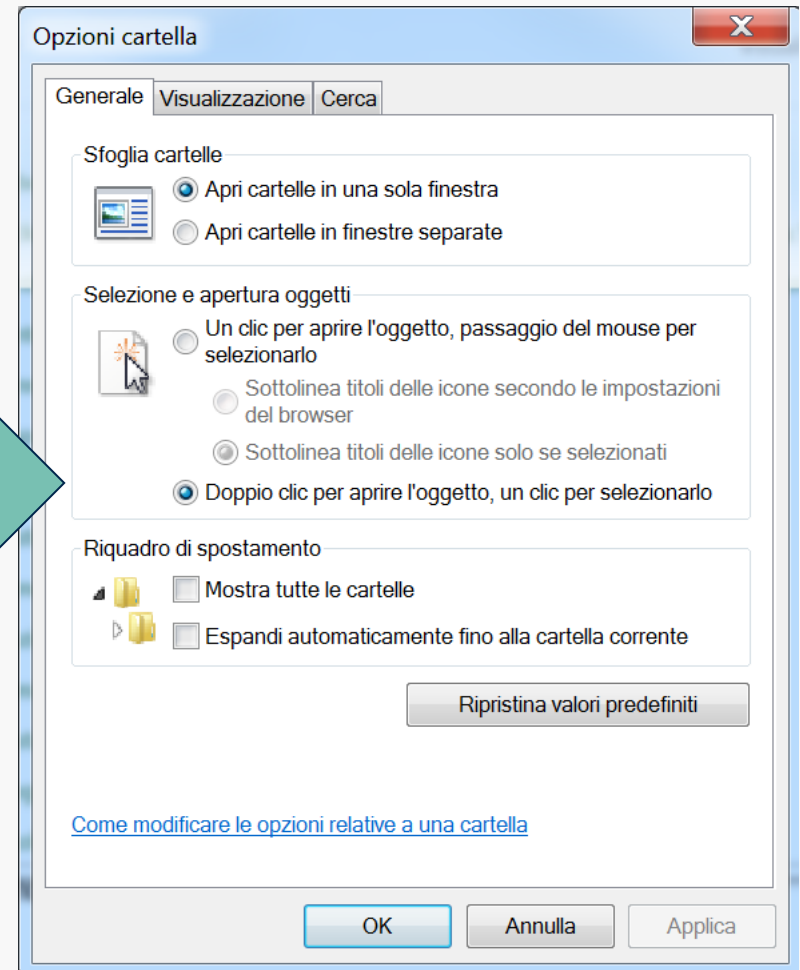 Opzioni cartella
Generale Visualizzazione Cerca
Sfoglia cartelle
Apri cartelle in una sola finestra
Apri cartelle in finestre separate
Selezione e apertura oggetti
Un clic per aprire l'oggetto, passaggio del mouse per
selezionarlo
Sottolinea titoli delle icone secondo le impostazioni
del browser
Sottolinea titoli delle icone solo se selezionati
Doppio clic per aprire l'oggetto, un clic per selezionarlo
Riquadro di spostamento
Mostra tutte le cartelle
Espandi automaticamente fino alla cartella corrente
Ripristina valori predefiniti
Come modificare le opzioni relative a una cartella
OK Annulla Applica